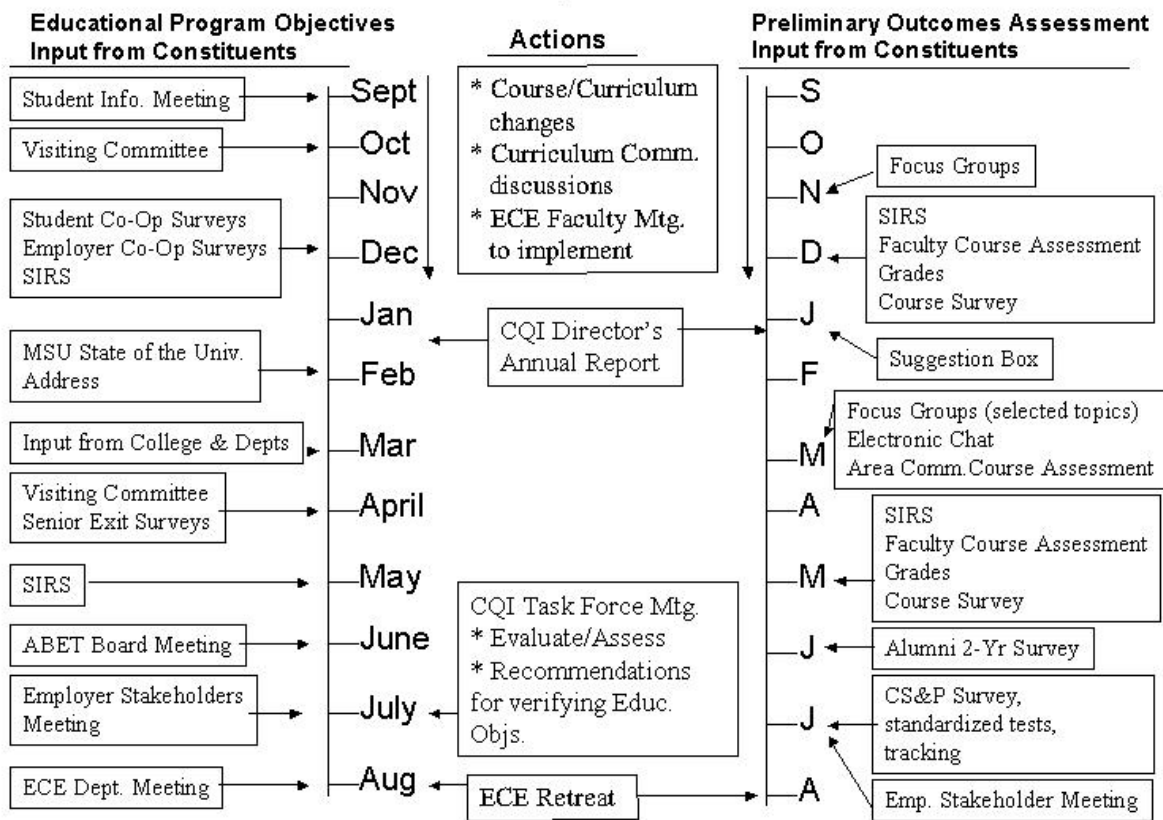 Educational Program Objectives
Input from Constituents
Student Info. Meeting
Visiting Committee
Student Co-Op Surveys
Employer Co-Op Surveys
SIRS
MSU State of the Univ.
Address
Input from College & Depts
Visiting Committee
Senior Exit Surveys
SIRS
ABET Board Meeting
Employer Stakeholders
Meeting
ECE Dept. Meeting
Sept
Oct
Nov
Dec
Jan
Feb
Mar
April
May
June
July
Aug
Actions
* Course/Curriculum
changes
* Curriculum Comm.
discussions
* ECE Faculty Mtg.
to implement
CQI Director's
Annual Report
CQI Task Force Mtg.
* Evaluate/Assess
* Recommendations
for verifying Educ.
Objs.
ECE Retreat
Preliminary Outcomes Assessment
Input from Constituents
S
O
N
D
J
F
M
A
M
J
J
A
Focus Groups
SIRS
Faculty Course Assessment
Grades
Course Survey
Suggestion Box
Focus Groups (selected topics)
Electronic Chat
Area Comm.Course Assessment
SIRS
Faculty Course Assessment
Grades
Course Survey
Alumni 2-Yr Survey
CS&P Survey,
standardized tests,
tracking
Emp. Stakeholder Meeting